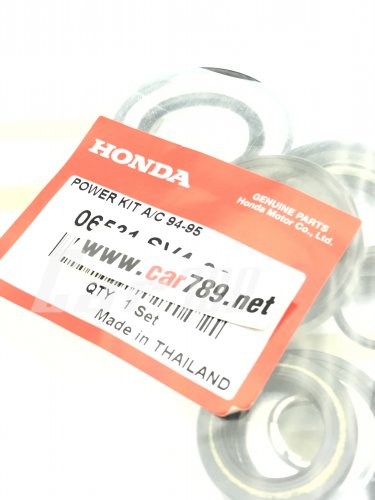 HONDA
GENUINE PARTS
Honda Motor Co., Ltd.
POWER KIT A/C 94-95
www.car789.net
QTY. 1 Set
Made in THAILAND